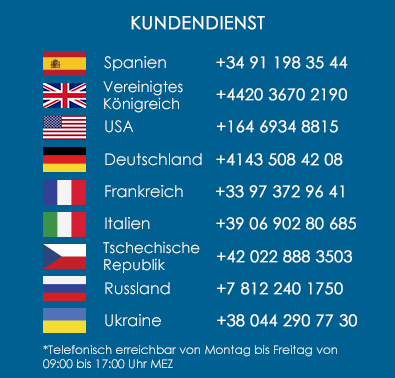 KUNDENDIENST
Spanien +34 91 198 35 44
Vereinigtes
Königreich +4420 3670 2190
USA +164 6934 8815
Deutschland +4143 508 42 08
Frankreich +33 97 372 96 41
Italien +39 06 902 80 685
Tschechische
Republik +42 022 888 3503
Russland +7 812 240 1750
Ukraine +38 044 290 77 30
*Telefonisch erreichbar von Montag bis Freitag von
09:00 bis 17:00 Uhr MEZ